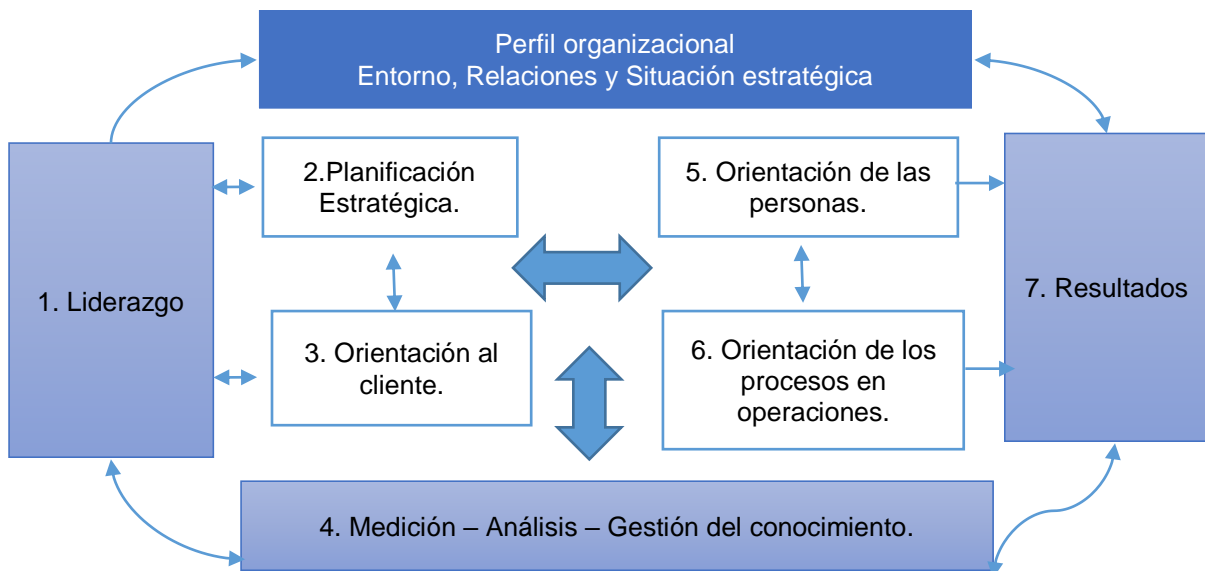 Perfil organizacional
Entorno, Relaciones y Situación estratégica
1. Liderazgo
2.Planificación
Estratégica.
3. Orientación al
cliente.
5. Orientación de las
personas.
6. Orientación de los
procesos en
operaciones.
7. Resultados
4. Medición – Análisis – Gestión del conocimiento.